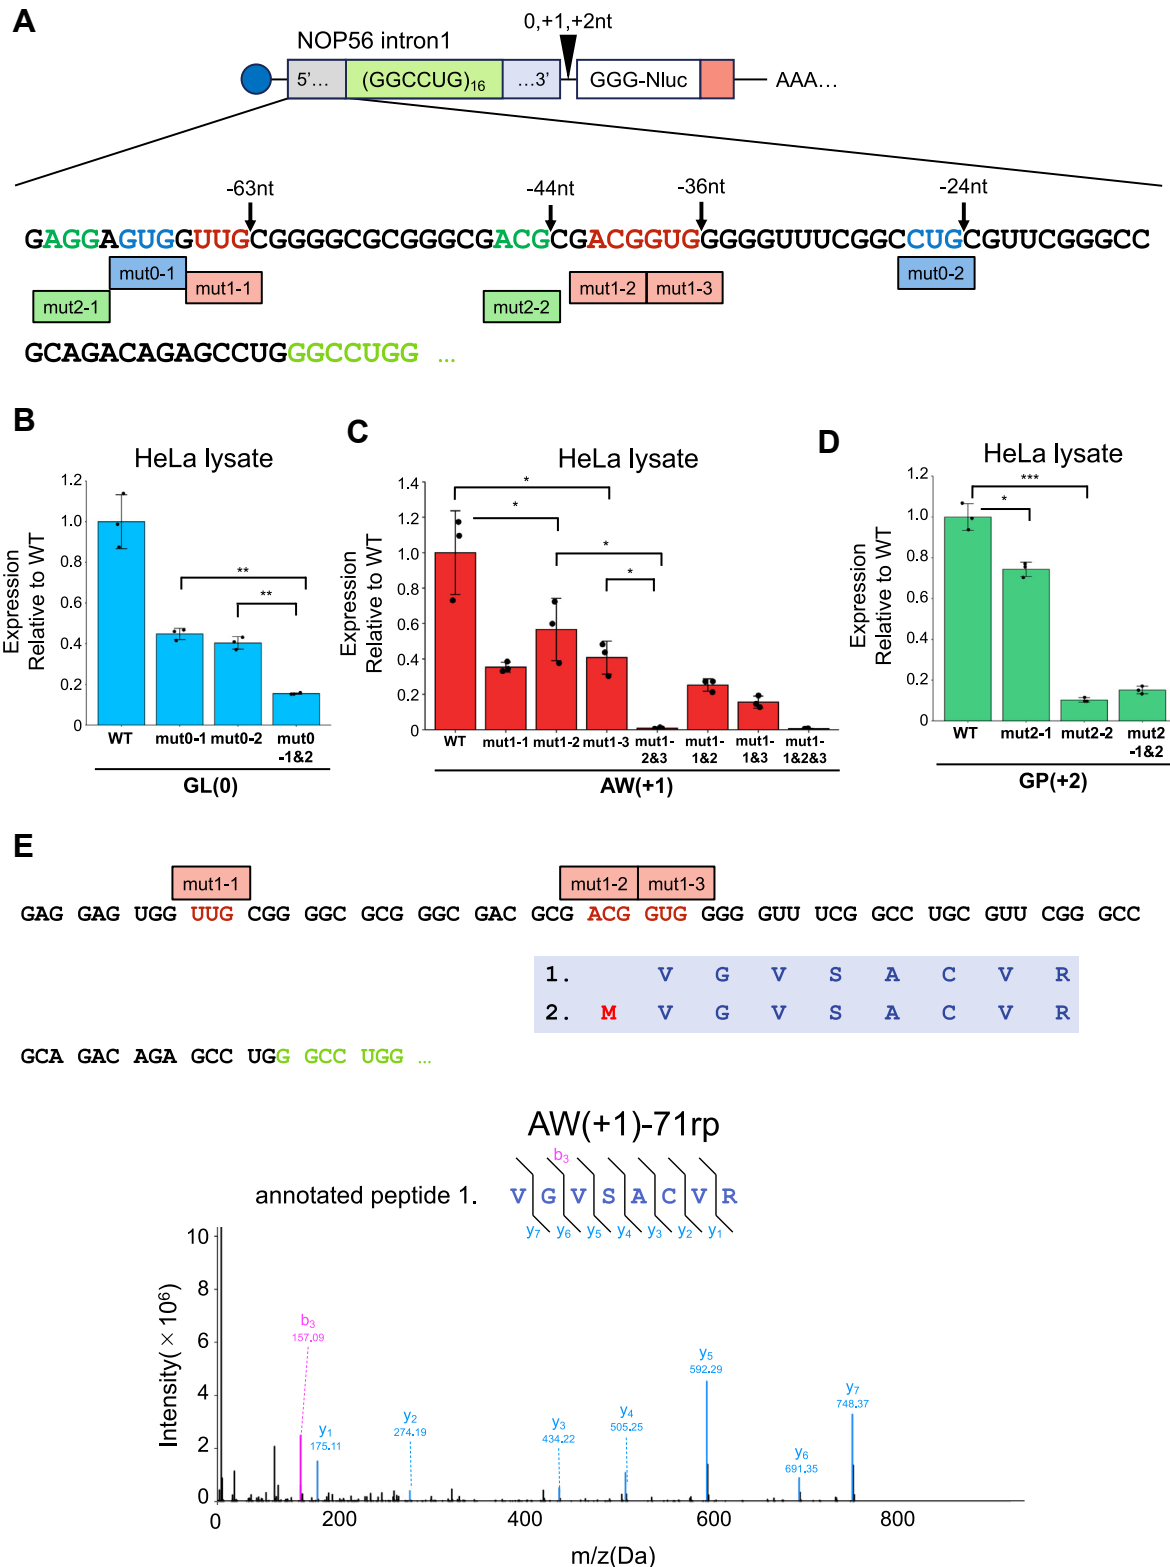 A
0,+1,+2nt
NOP56 intron1
5'... (GGCCUG)16 ...3' GGG-Nluc AAA...
-63nt -44nt -36nt -24nt
GAGGAGUGGUUGCGGGGCGCGGGCGACGCGACGGUGGGGGUUUCGGCCUGCGUUCGGGCC
mut0-1 mut0-2
mut1-1 mut1-2 mut1-3
mut2-1 mut2-2
GCAGACAGAGCCUGGGCCUGG ...
B
HeLa lysate
Expression
Relative to WT
1.2
1.0
0.8
0.6
0.4
0.2
0
**
**
WT mut0-1 mut0-2 mut0
-1&2
GL(0)
C
HeLa lysate
Expression
Relative to WT
1.4
1.2
1.0
0.8
0.6
0.4
0.2
0
*
*
*
*
WT mut1-1 mut1-2 mut1-3 mut1- mut1- mut1- mut1-
2&3 1&2 1&3 1&2&3
AW(+1)
D
HeLa lysate
Expression
Relative to WT
1.2
1.0
0.8
0.6
0.4
0.2
0
***
*
WT mut2-1 mut2-2 mut2
-1&2
GP(+2)
E
mut1-1 mut1-2 mut1-3
GAG GAG UGG UUG CGG GGC GCG GGC GAC GCG ACG GUG GGG GUU UCG GCC UGC GUU CGG GCC
1. V G V S A C V R
2. M V G V S A C V R
GCA GAC AGA GCC UGG GCC UGG ...
AW(+1)-71rp
b3
annotated peptide 1. V G V S A C V R
y7 y6 y5 y4 y3 y2 y1
Intensity( × 10⁶)
10
8
6
4
2
0
b3
157.09
y1
175.11
y2
274.19
y3
434.22
y4
505.25
y5
592.29
y6
691.35
y7
748.37
200 400 600 800
m/z(Da)